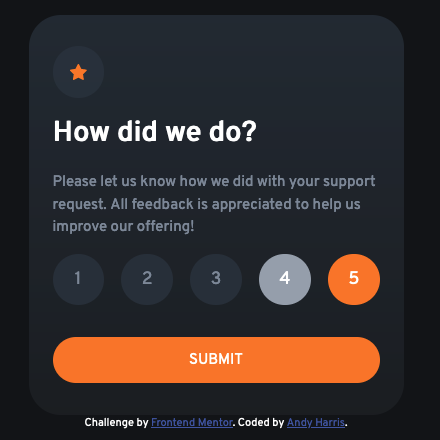 How did we do?
Please let us know how we did with your support
request. All feedback is appreciated to help us
improve our offering!
1 2 3 4 5
SUBMIT
Challenge by Frontend Mentor. Coded by Andy Harris.